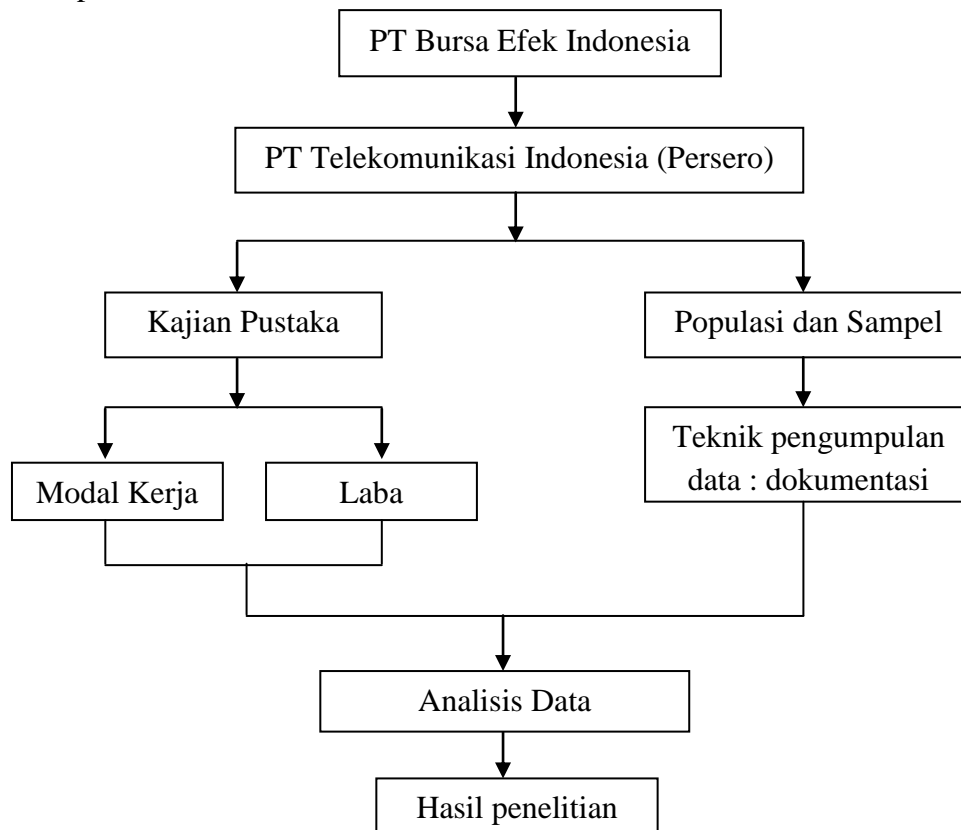 PT Bursa Efek Indonesia
PT Telekomunikasi Indonesia (Persero)
Kajian Pustaka
Populasi dan Sampel
Modal Kerja
Laba
Teknik pengumpulan
data : dokumentasi
Analisis Data
Hasil penelitian